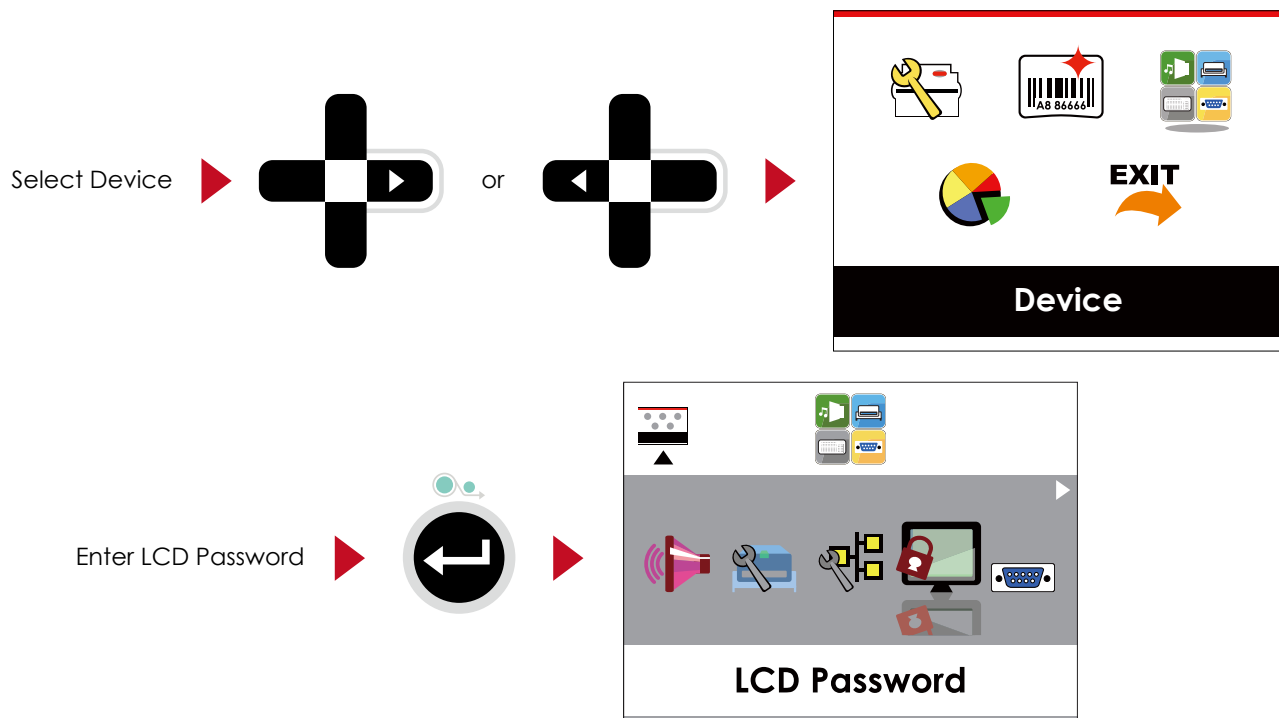 Select Device
or
A8 86666
EXIT
Device
Enter LCD Password
LCD Password